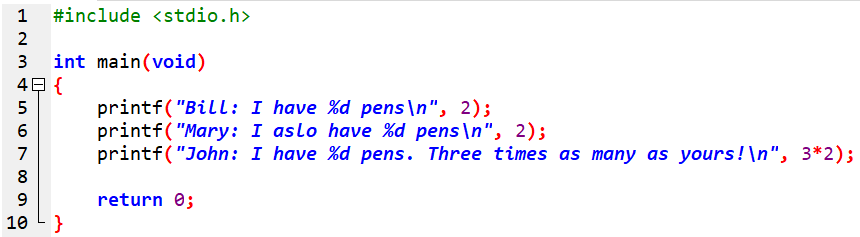 1 #include <stdio.h>
2
3 int main(void)
4 {
5     printf("Bill: I have %d pens\n", 2);
6     printf("Mary: I aslo have %d pens\n", 2);
7     printf("John: I have %d pens. Three times as many as yours!\n", 3*2);
8
9     return 0;
10 }